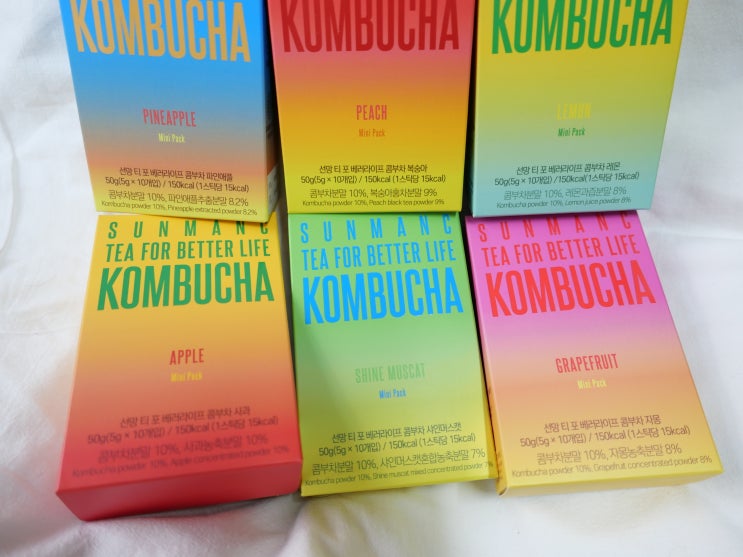 KOMBUCHA
PINEAPPLE
Mini Pack
선망 티 포 베러라이프 콤부차 파인애플
50g(5g × 10개입) / 150kcal (1스틱당 15kcal)
콤부차분말 10%, 파인애플추출분말 8.2%
Kombucha powder 10%, Pineapple extracted powder 8.2%
KOMBUCHA
PEACH
Mini Pack
선망 티 포 베러라이프 콤부차 복숭아
50g(5g × 10개입) / 150kcal (1스틱당 15kcal)
콤부차분말 10%, 복숭아홍차분말 9%
Kombucha powder 10%, Peach black tea powder 9%
KOMBUCHA
LEMON
Mini Pack
선망 티 포 베러라이프 콤부차 레몬
50g(5g × 10개입) / 150kcal (1스틱당 15kcal)
콤부차분말 10%, 레몬과즙분말 8%
Kombucha powder 10%, Lemon juice powder 8%
SUNMANG
TEA FOR BETTER LIFE
KOMBUCHA
APPLE
Mini Pack
선망 티 포 베러라이프 콤부차 사과
50g(5g × 10개입) / 150kcal (1스틱당 15kcal)
콤부차분말 10%, 사과농축분말 10%
Kombucha powder 10%, Apple concentrated powder 10%
SUNMANG
TEA FOR BETTER LIFE
KOMBUCHA
SHINE MUSCAT
Mini Pack
선망 티 포 베러라이프 콤부차 샤인머스캣
50g(5g × 10개입) / 150kcal (1스틱당 15kcal)
콤부차분말 10%, 샤인머스캣혼합농축분말 7%
Kombucha powder 10%, Shine muscat mixed concentrated powder 7%
SUNMANG
TEA FOR BETTER LIFE
KOMBUCHA
GRAPEFRUIT
Mini Pack
선망 티 포 베러라이프 콤부차 자몽
50g(5g × 10개입) / 150kcal (1스틱당 15kcal)
콤부차분말 10%, 자몽농축분말 8%
Kombucha powder 10%, Grapefruit concentrated powder 8%